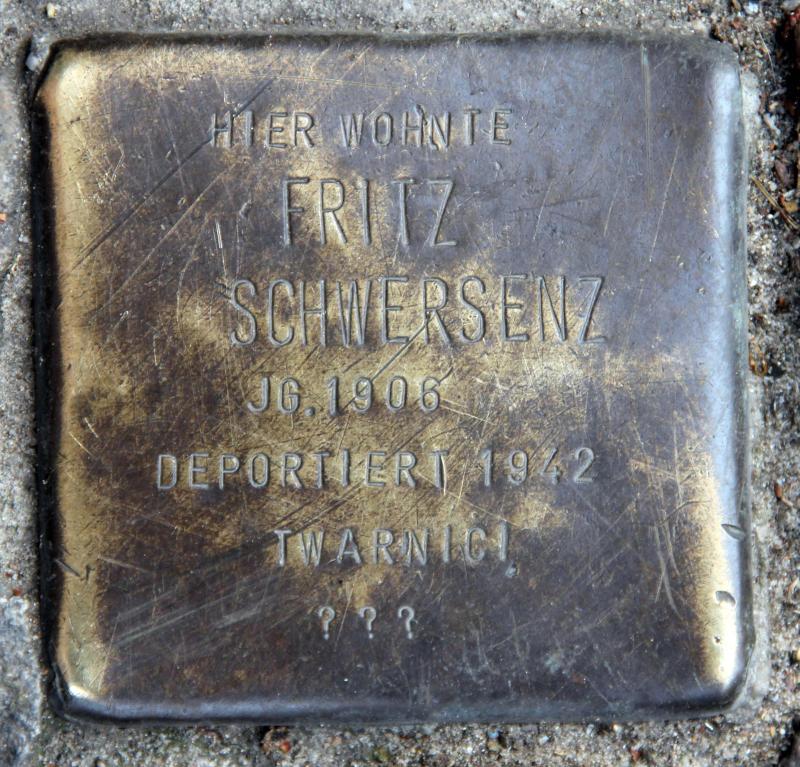 HIER WOHNTE
FRITZ
SCHWERSENZ
JG. 1906
DEPORTIERT 1942
TWARNICI
? ? ?